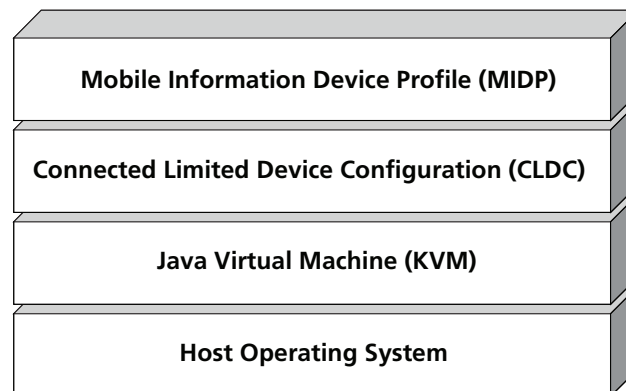 Mobile Information Device Profile (MIDP)
Connected Limited Device Configuration (CLDC)
Java Virtual Machine (KVM)
Host Operating System